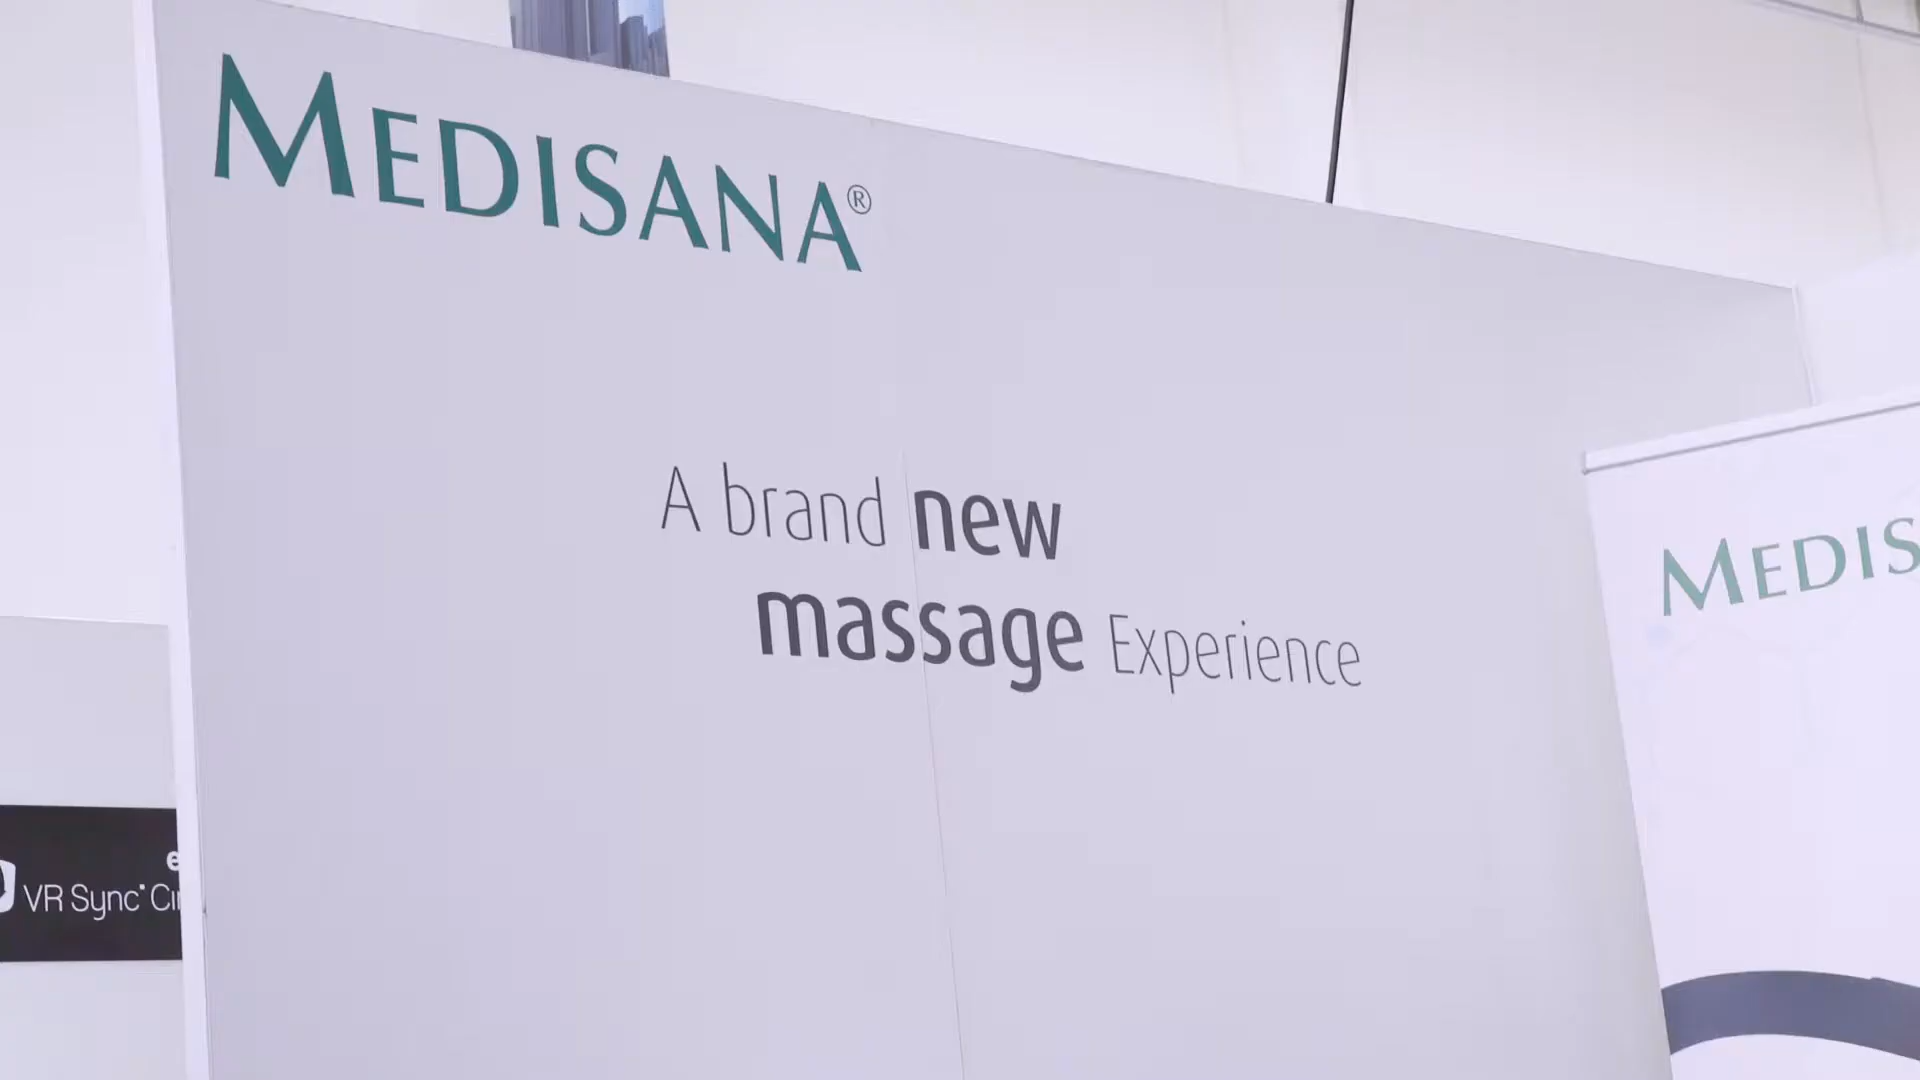 MEDISANA®
A brand new
massage Experience
MEDIS
VR Sync